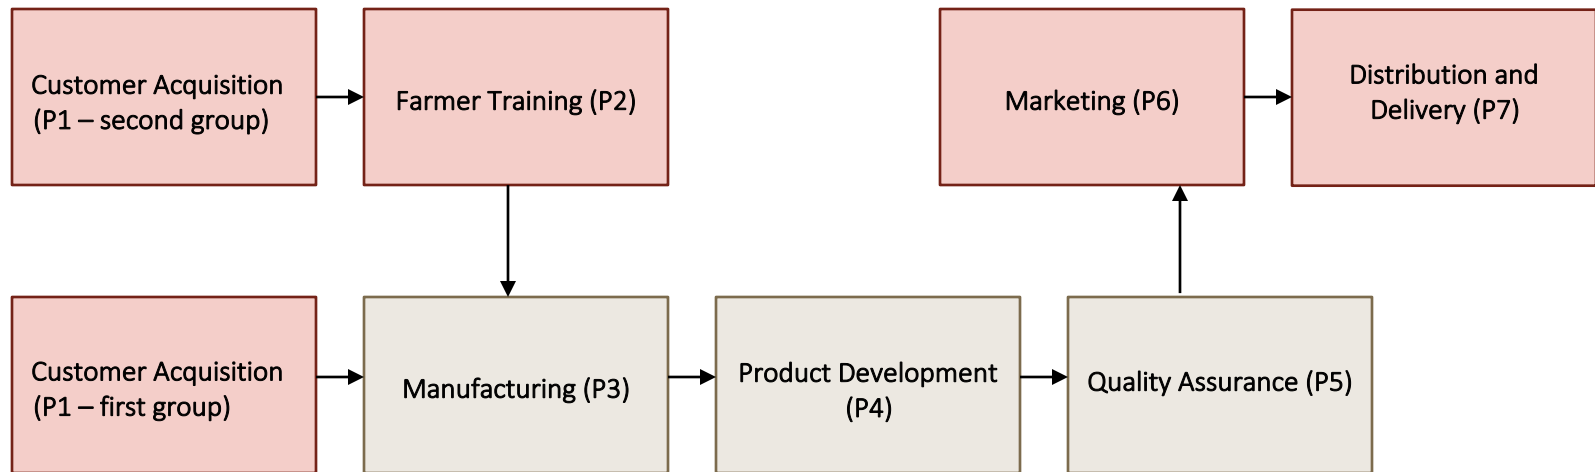 Customer Acquisition
(P1 – second group)
Farmer Training (P2)
Marketing (P6)
Distribution and
Delivery (P7)
Customer Acquisition
(P1 – first group)
Manufacturing (P3)
Product Development
(P4)
Quality Assurance (P5)